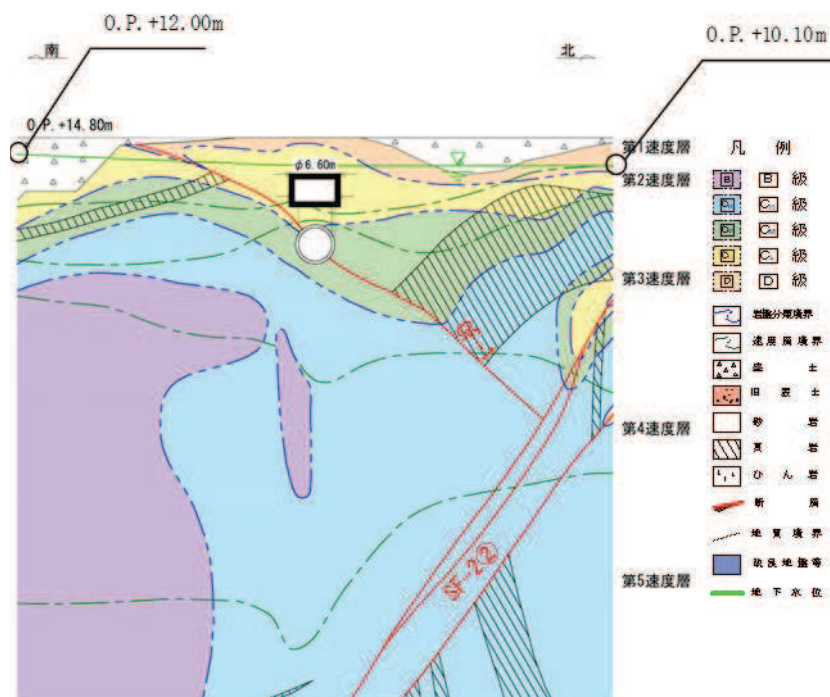 O.P.+12.00m
O.P.+10.10m
南
北
O.P.+14.80m
φ6.60m
第1速度層
第2速度層
第3速度層
第4速度層
第5速度層
SF-2②
凡 例
B B 級
CH 級
CM 級
CL 級
D D 級
岩盤分類境界
速度層境界
盛 土
旧 表 土
砂 岩
頁 岩
ひ ん 岩
断 層
地 質 境 界
改 良 地 盤 等
地 下 水 位